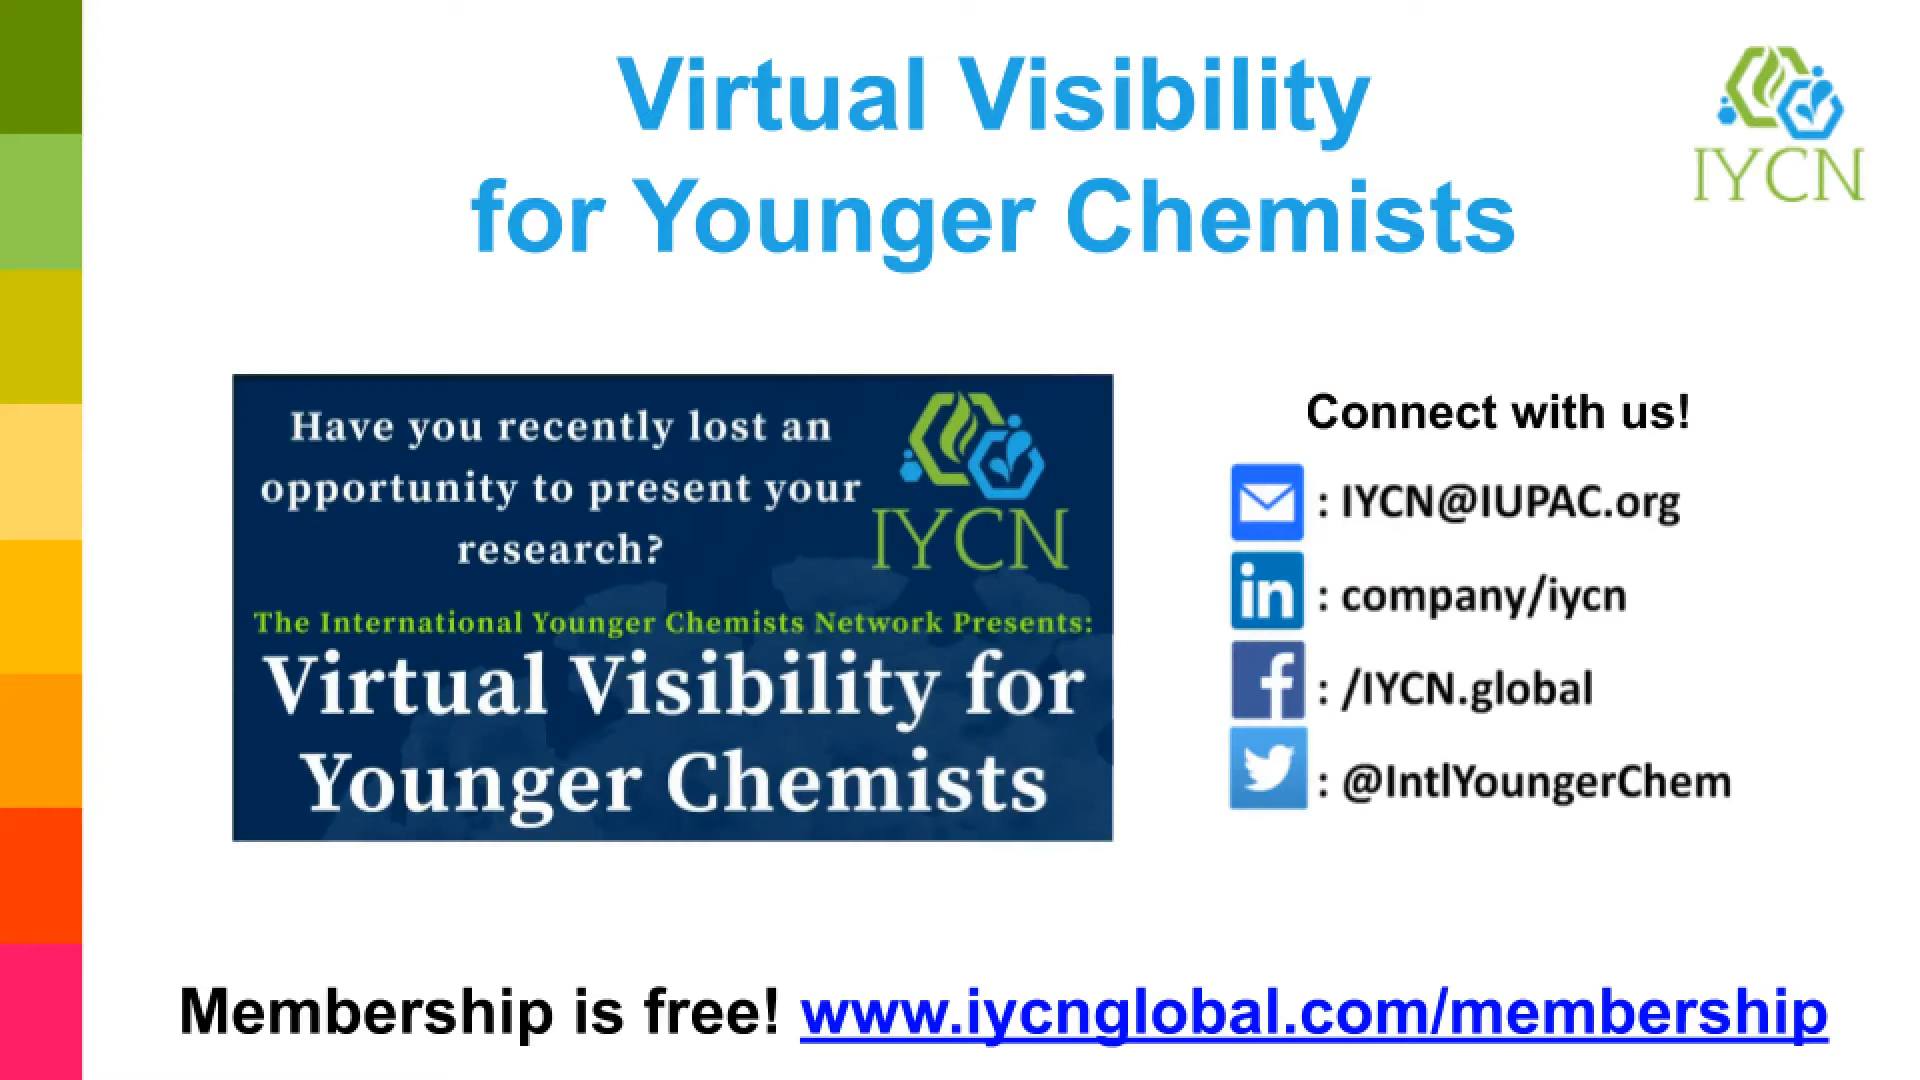 Virtual Visibility
for Younger Chemists
IYCN
Have you recently lost an
opportunity to present your
research?
IYCN
The International Younger Chemists Network Presents:
Virtual Visibility for
Younger Chemists
Connect with us!
: IYCN@IUPAC.org
in : company/iycn
f : /IYCN.global
: @IntlYoungerChem
Membership is free! www.iycnglobal.com/membership